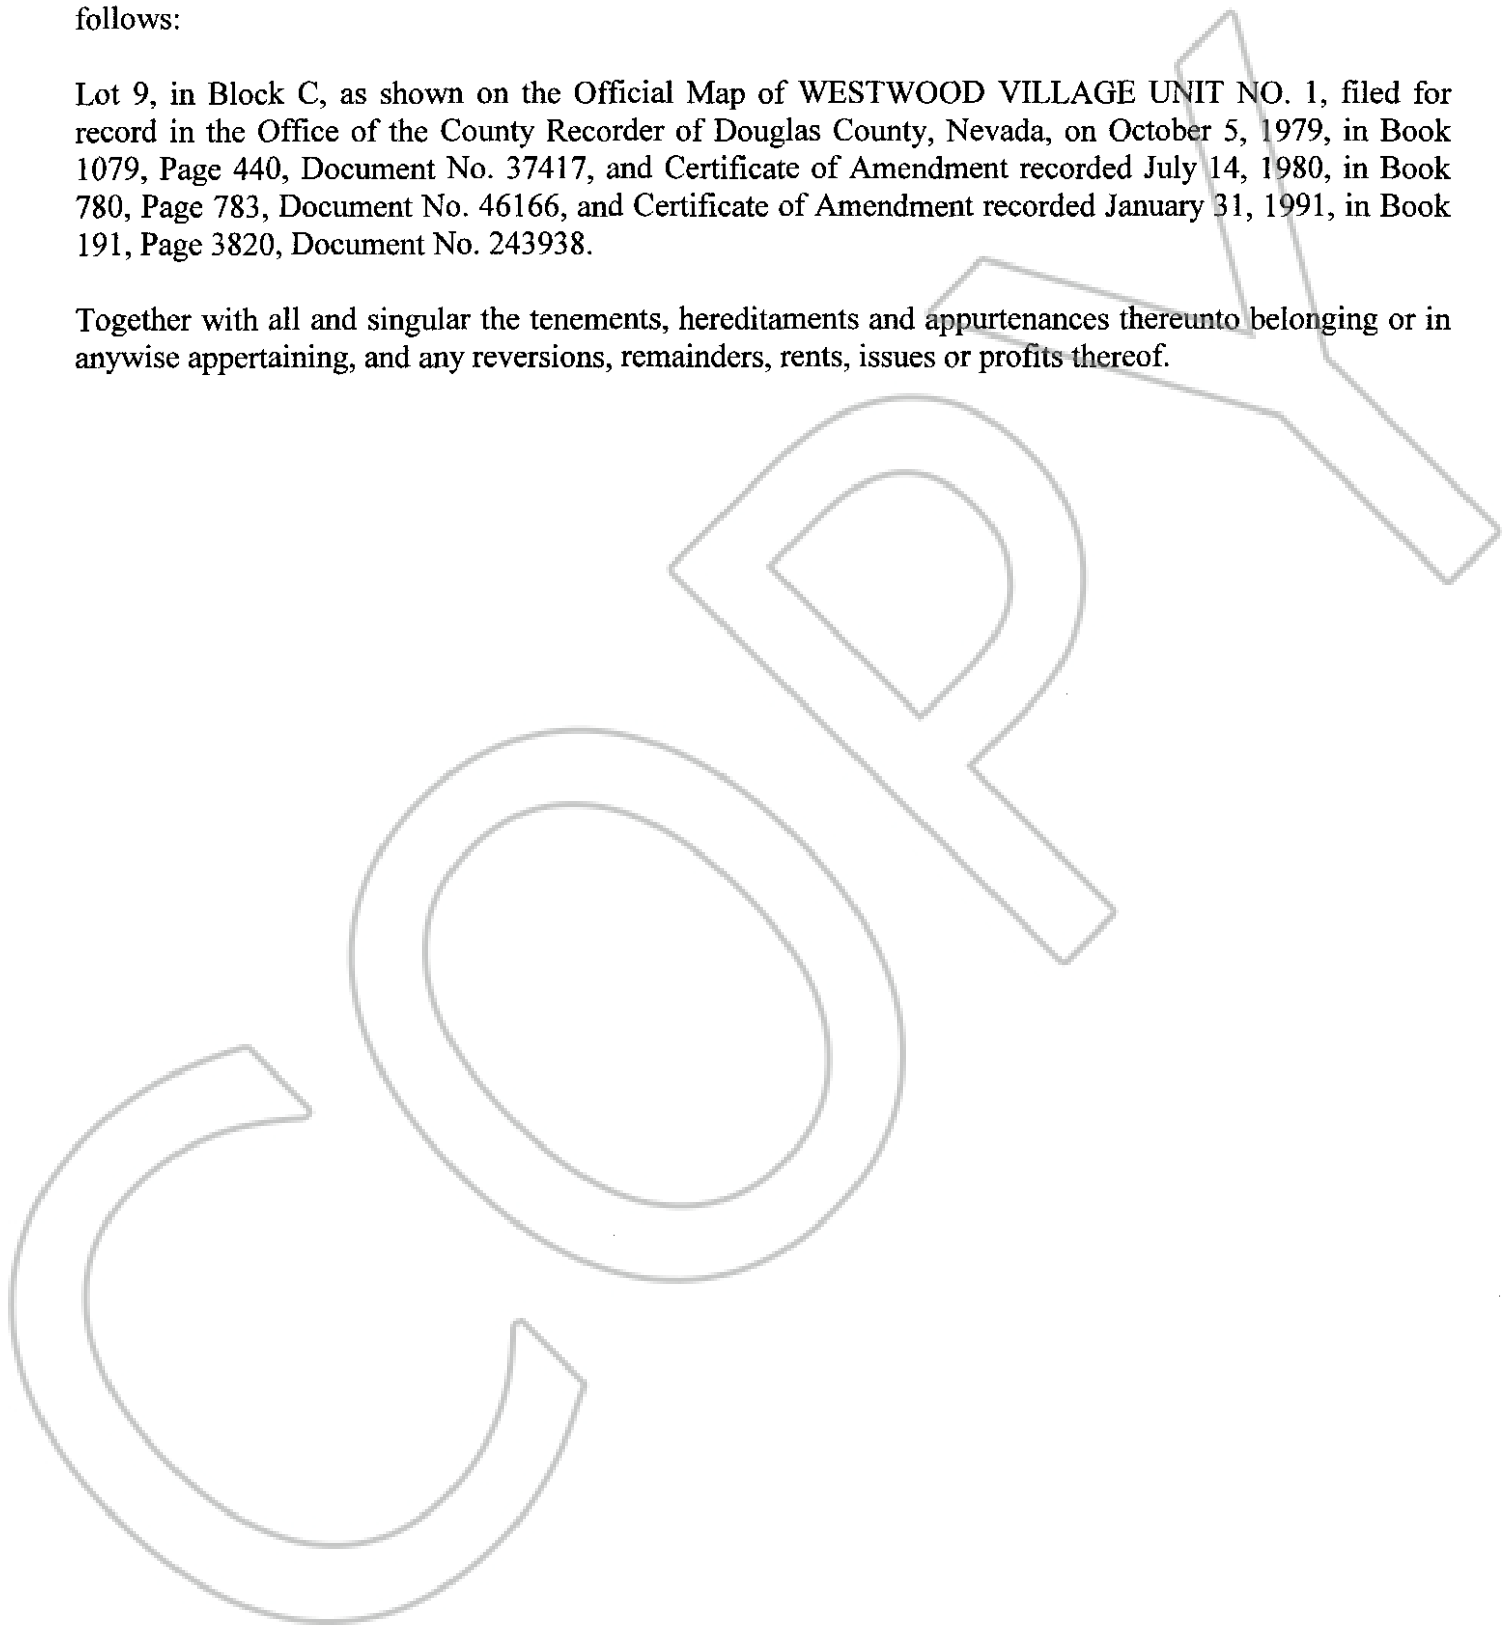 follows:
Lot 9, in Block C, as shown on the Official Map of WESTWOOD VILLAGE UNIT NO. 1, filed for
record in the Office of the County Recorder of Douglas County, Nevada, on October 5, 1979, in Book
1079, Page 440, Document No. 37417, and Certificate of Amendment recorded July 14, 1980, in Book
780, Page 783, Document No. 46166, and Certificate of Amendment recorded January 31, 1991, in Book
191, Page 3820, Document No. 243938.
Together with all and singular the tenements, hereditaments and appurtenances thereunto belonging or in
anywise appertaining, and any reversions, remainders, rents, issues or profits thereof.
COPY